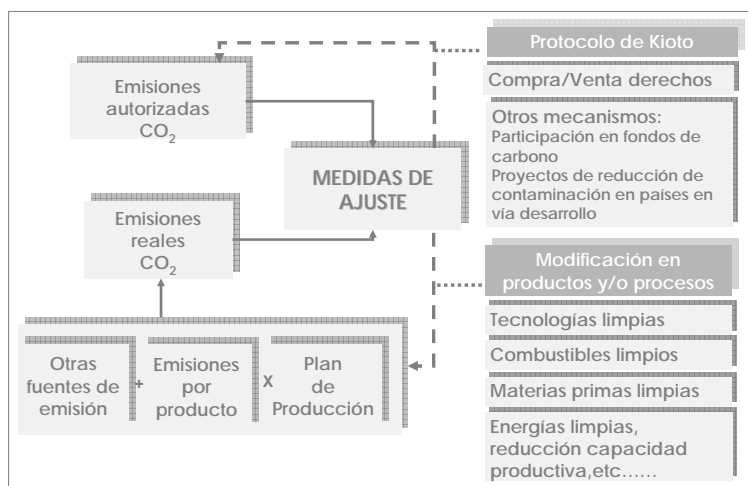 Emisiones
autorizadas
CO2
Emisiones
reales
CO2
MEDIDAS DE
AJUSTE
Otras
fuentes de
emisión
+
Emisiones
por
producto
X
Plan
de
Producción
Protocolo de Kioto
Compra/Venta derechos
Otros mecanismos:
Participación en fondos de
carbono
Proyectos de reducción de
contaminación en países en
vía desarrollo
Modificación en
productos y/o procesos
Tecnologías limpias
Combustibles limpios
Materias primas limpias
Energías limpias,
reducción capacidad
productiva,etc......